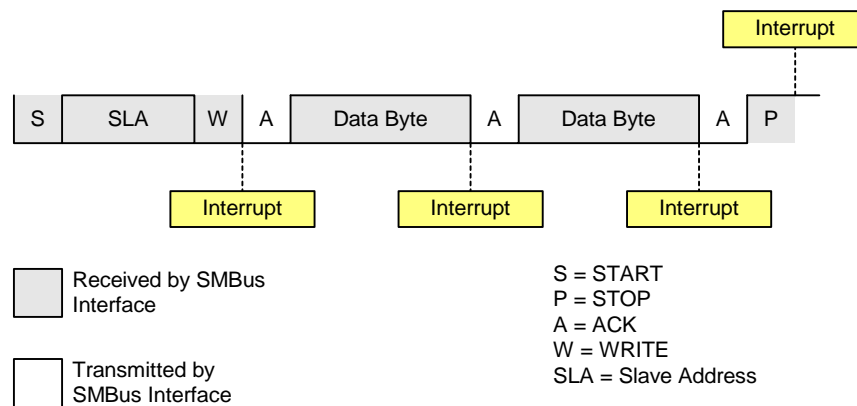 Interrupt
S SLA W A Data Byte A Data Byte A P
Interrupt Interrupt Interrupt
Received by SMBus
Interface
Transmitted by
SMBus Interface
S = START
P = STOP
A = ACK
W = WRITE
SLA = Slave Address